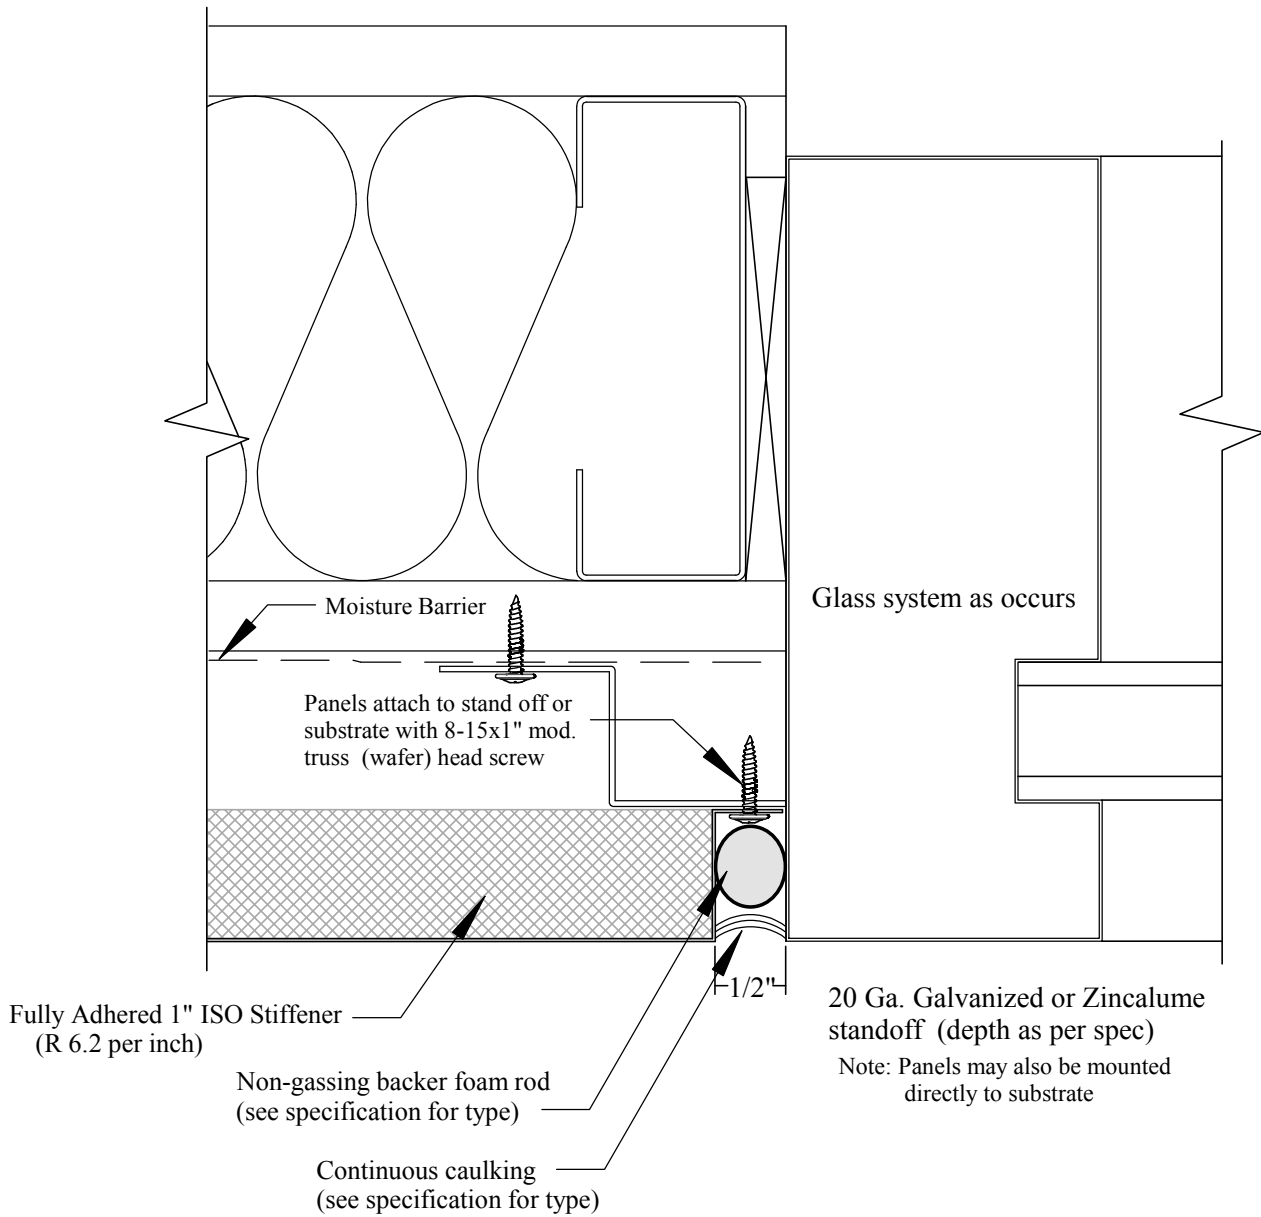 Moisture Barrier
Glass system as occurs
Panels attach to stand off or
substrate with 8-15x1" mod.
truss (wafer) head screw
1/2"
Fully Adhered 1" ISO Stiffener
(R 6.2 per inch)
20 Ga. Galvanized or Zincalume
standoff (depth as per spec)
Note: Panels may also be mounted
directly to substrate
Non-gassing backer foam rod
(see specification for type)
Continuous caulking
(see specification for type)